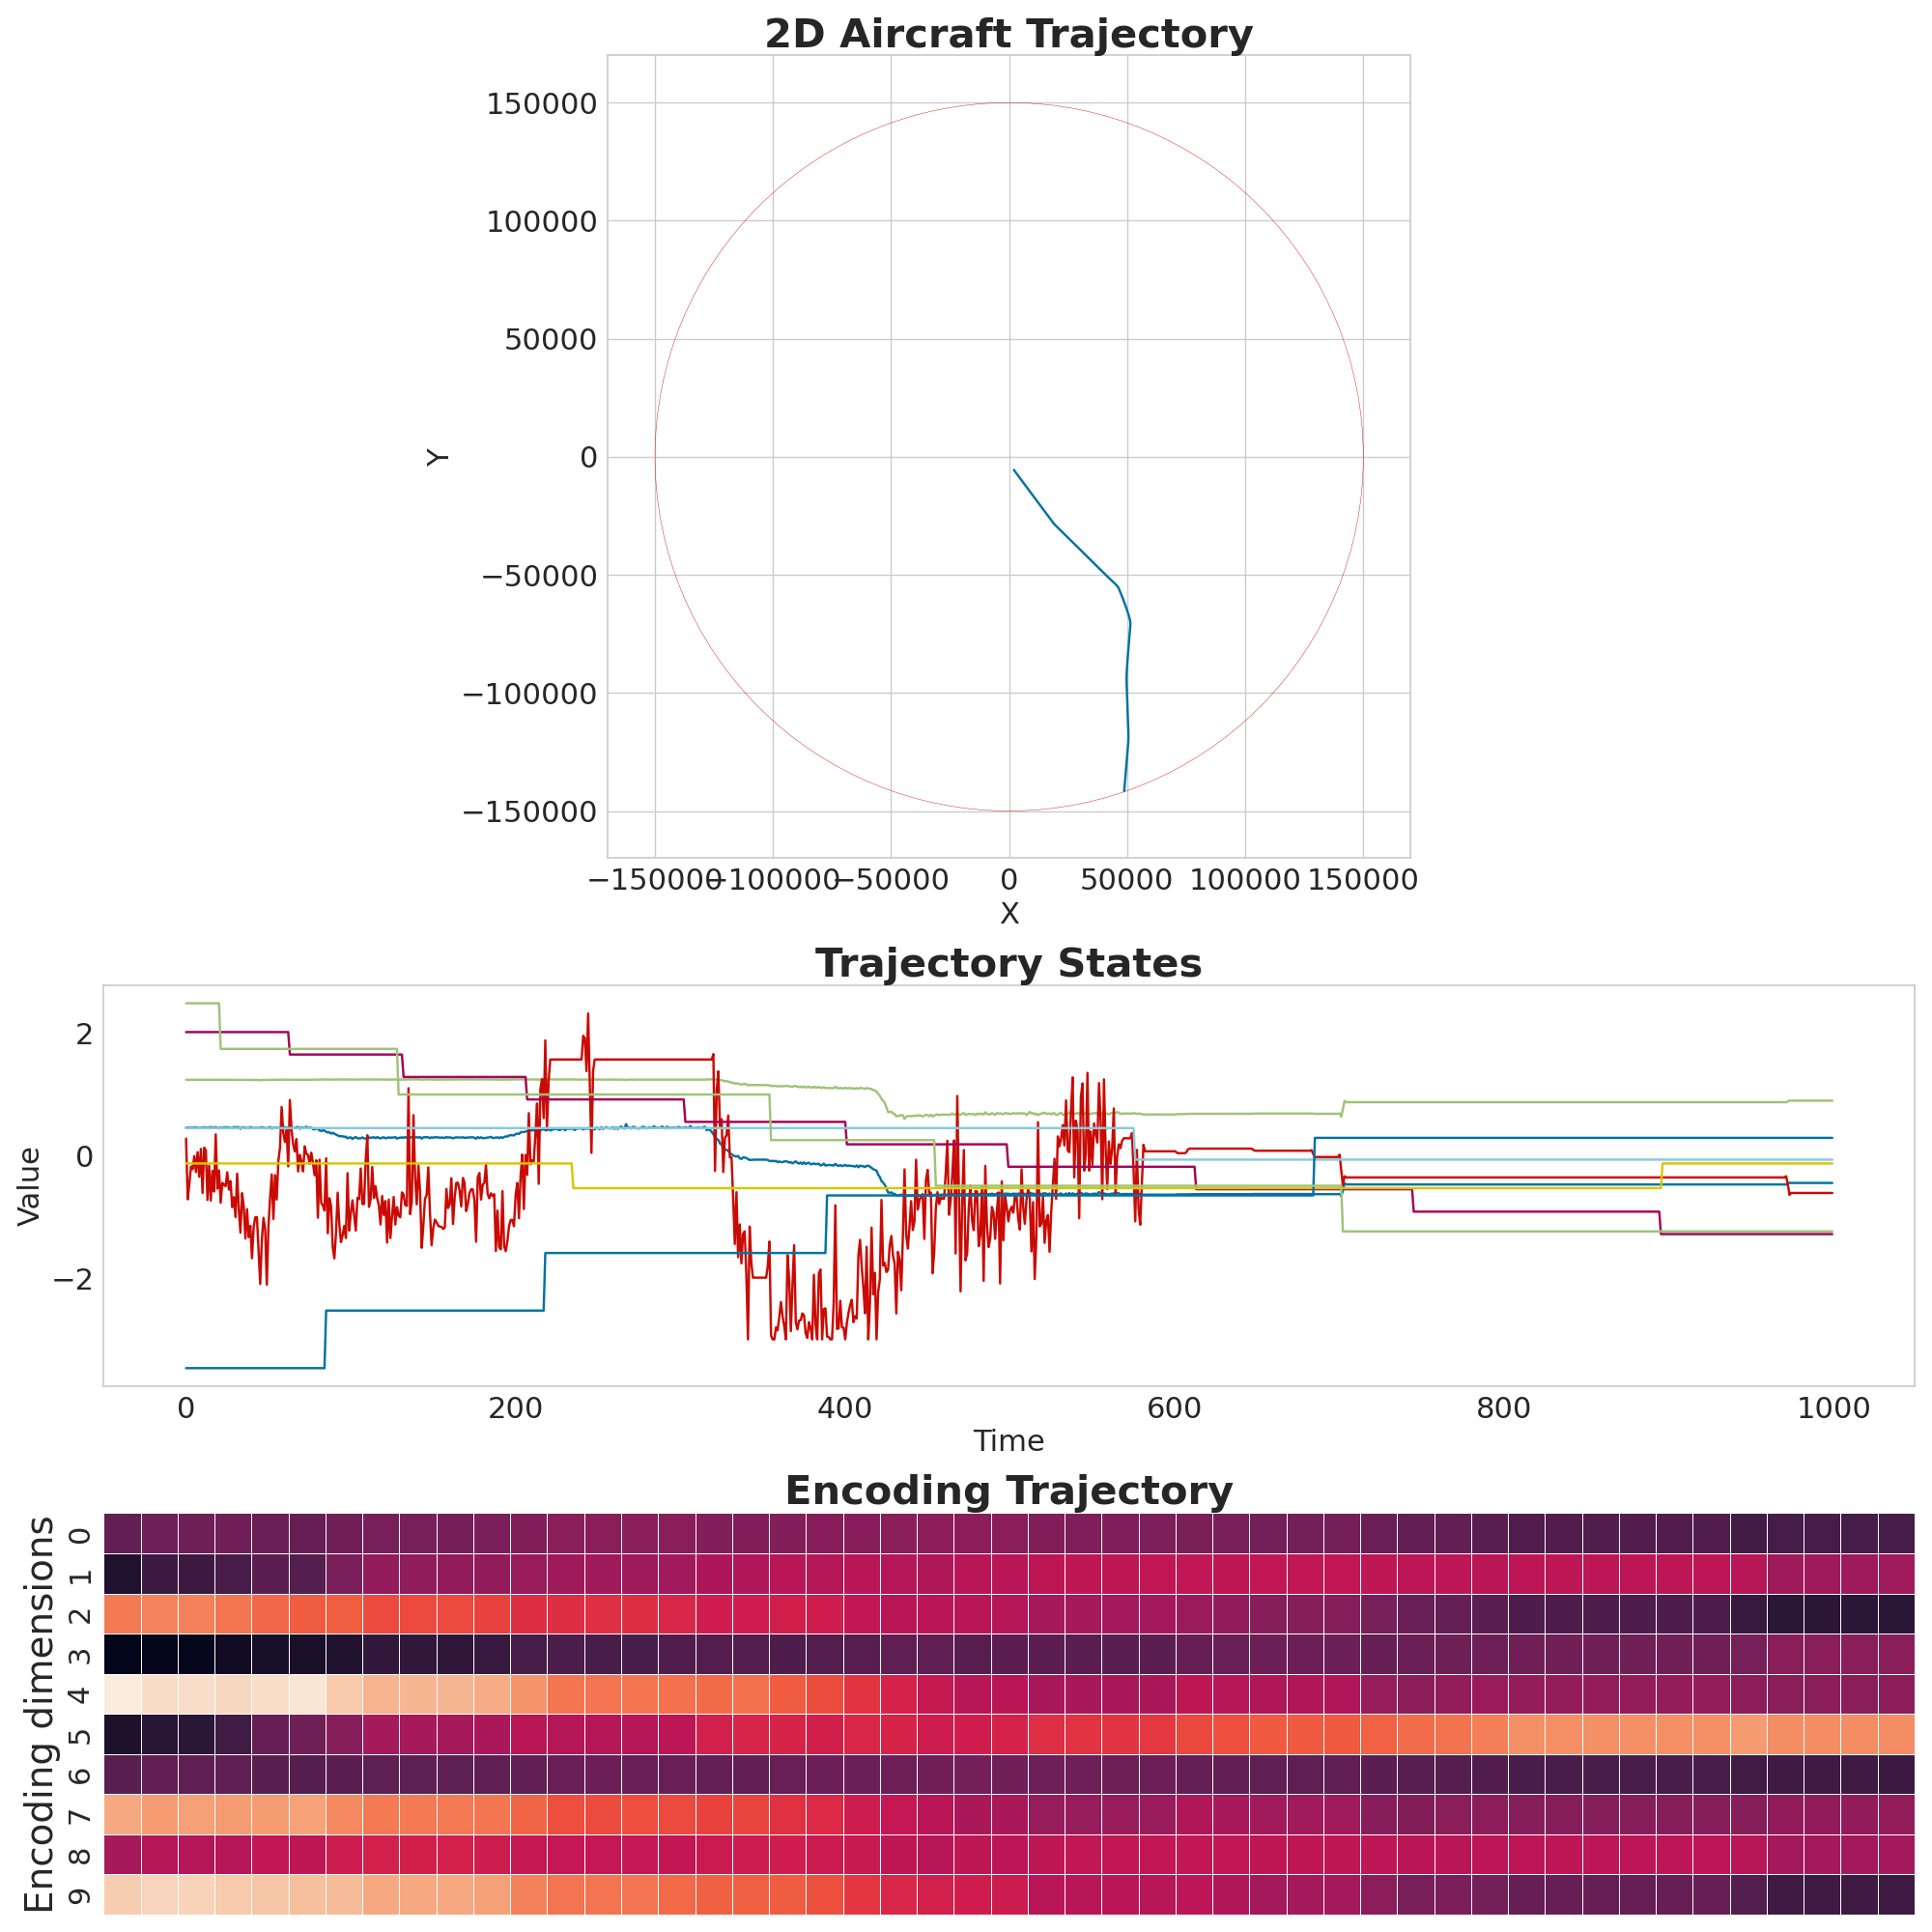 2D Aircraft Trajectory
150000
100000
50000
0
−50000
−100000
−150000
Y
−150000 −100000 −50000 0 50000 100000 150000
X
Trajectory States
2
0
−2
Value
0 200 400 600 800 1000
Time
Encoding Trajectory
Encoding dimensions
0
1
2
3
4
5
6
7
8
9